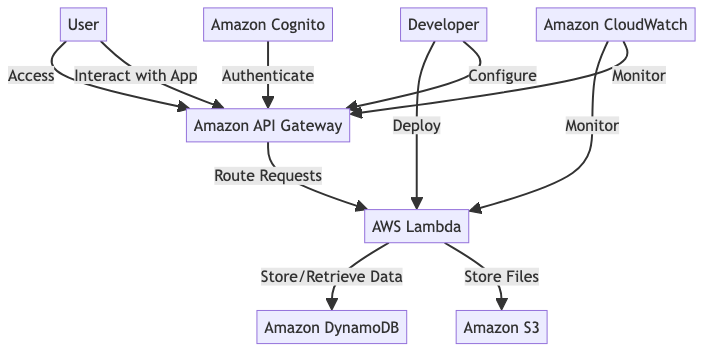 User
Amazon Cognito
Developer
Amazon CloudWatch
Access
Interact with App
Authenticate
Configure
Monitor
Amazon API Gateway
Deploy
Monitor
Route Requests
AWS Lambda
Store/Retrieve Data
Store Files
Amazon DynamoDB
Amazon S3